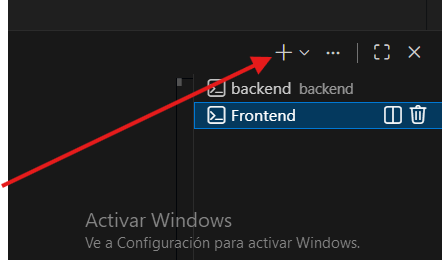 backend backend
Frontend
Activar Windows
Ve a Configuración para activar Windows.